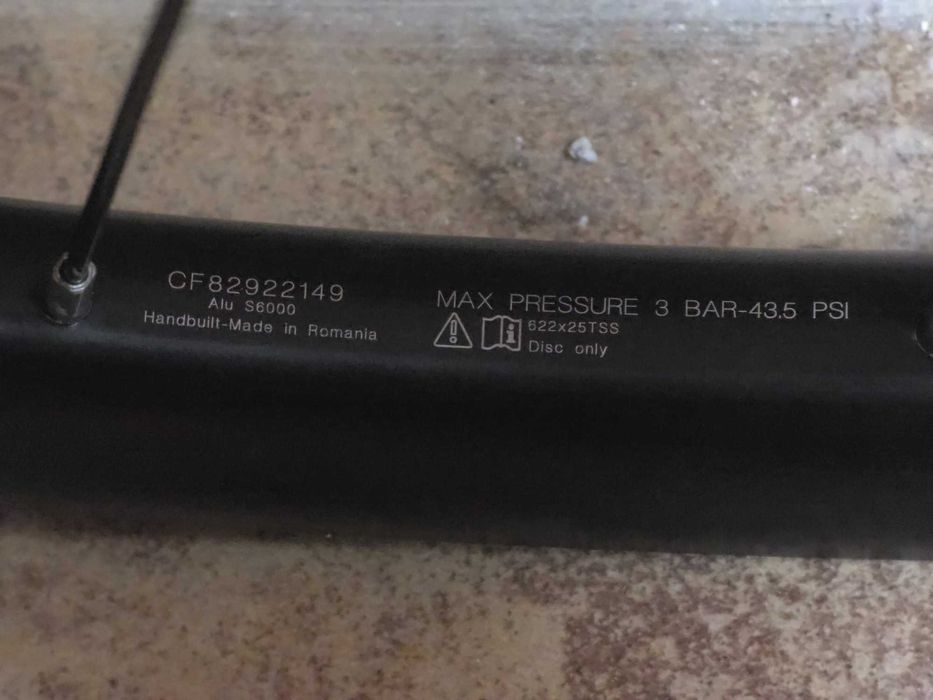 CF82922149
Alu S6000
Handbuilt-Made in Romania
MAX PRESSURE 3 BAR-43.5 PSI
622x25TSS
Disc only